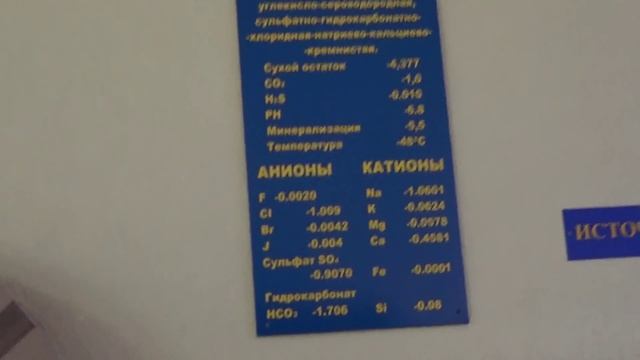 углекисло-сероводородная,
сульфатно-гидрокарбонатно-
-хлоридная-натриево-кальциево-
-кремнистая.
Сухой остаток -4,377
CO₂ -1,0
H₂S -0,010
PH -6,8
Минерализация -5,5
Температура -48°C
АНИОНЫ КАТИОНЫ
F -0.0020 Na -1.0601
Cl -1.009 K -0.0624
Br -0.0042 Mg -0.0978
J -0.004 Ca -0.4981
Сульфат SO₄
-0.9070 Fe -0.0001
Гидрокарбонат
HCO₃ -1.706 Si -0.08
ИСТО